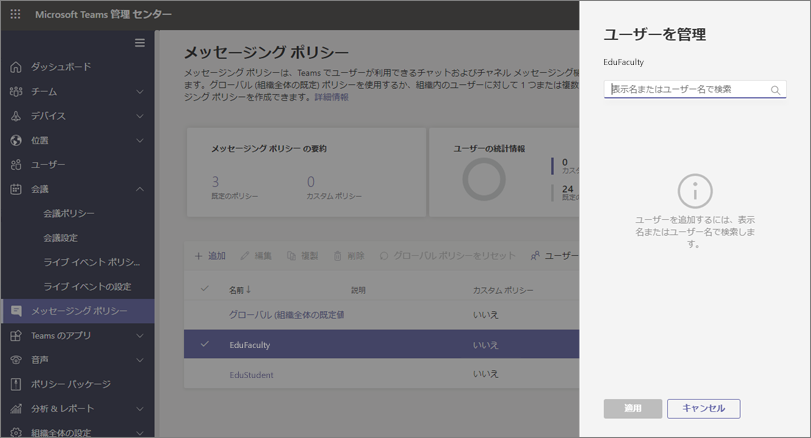 Microsoft Teams 管理 センター
ダッシュボード
チーム
デバイス
位置
ユーザー
会議
会議ポリシー
会議設定
ライブ イベント ポリシ...
ライブ イベントの設定
メッセージング ポリシー
Teams のアプリ
音声
ポリシー パッケージ
分析 & レポート
組織全体の設定
メッセージング ポリシー
メッセージング ポリシーは、Teams でユーザーが利用できるチャットおよびチャネル メッセージング機
ます。グローバル (組織全体の既定) ポリシーを使用するか、組織内のユーザーに対して 1 つまたは複数
ジング ポリシーを作成できます。詳細情報
メッセージング ポリシー の要約
3
既定のポリシー
0
カスタム ポリシー
ユーザーの統計情報
0
カスタ
24
既定の
追加 編集 複製 削除 グローバル ポリシーをリセット ユーザー
名前 ↓ 説明 カスタム ポリシー
グローバル (組織全体の既定値 いいえ
EduFaculty いいえ
EduStudent いいえ
ユーザーを管理
EduFaculty
表示名またはユーザー名で検索
ユーザーを追加するには、表示
名またはユーザー名で検索しま
す。
適用 キャンセル